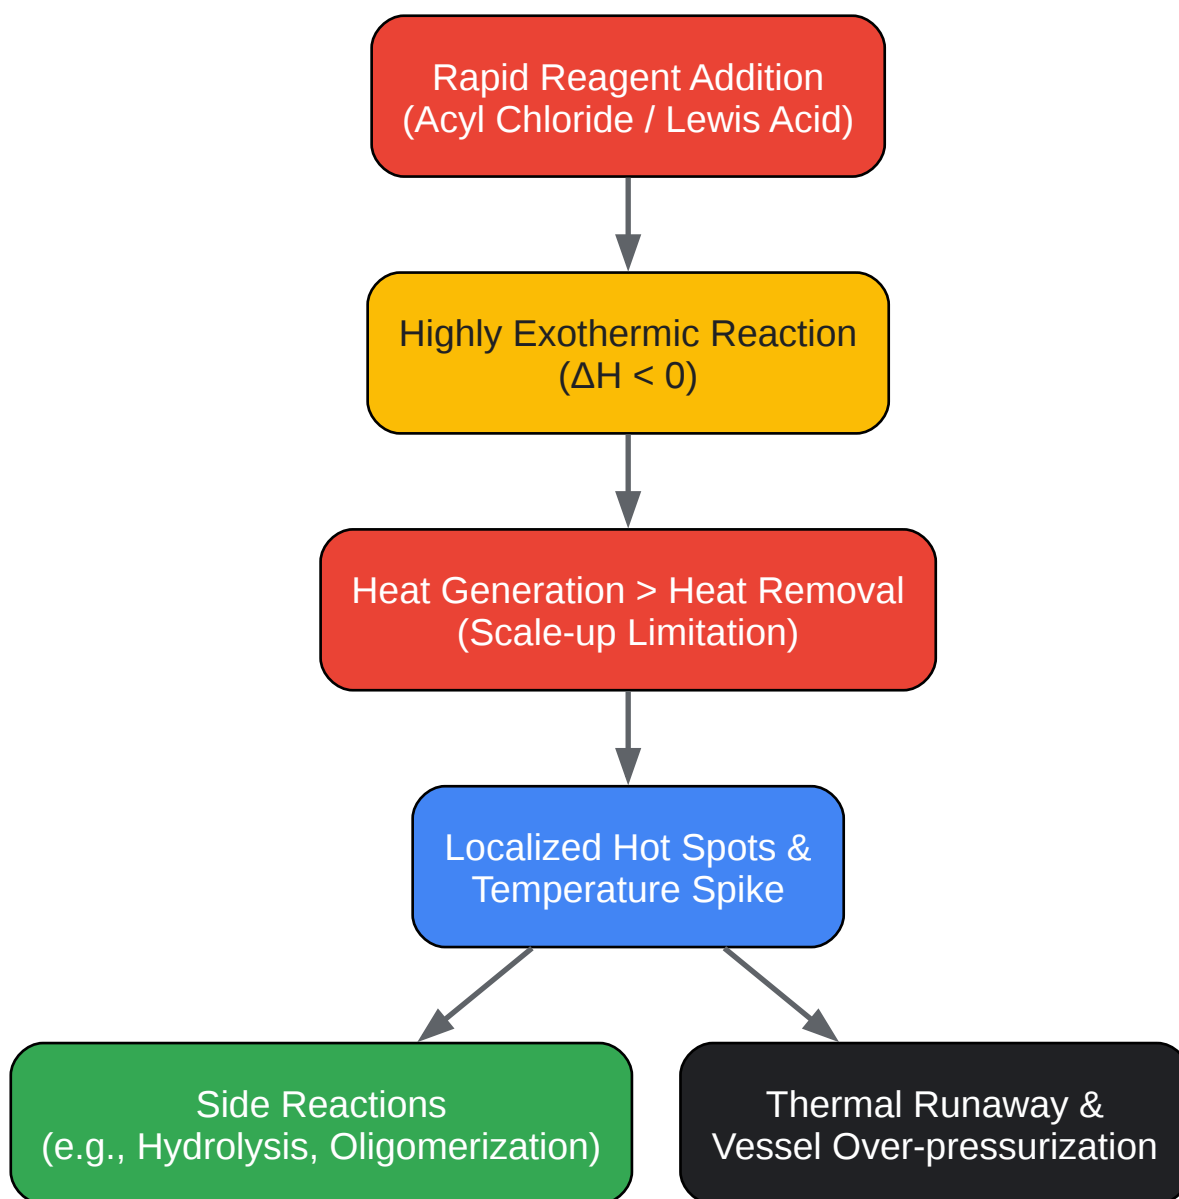 Rapid Reagent Addition
(Acyl Chloride / Lewis Acid)
Highly Exothermic Reaction
(ΔH < 0)
Heat Generation > Heat Removal
(Scale-up Limitation)
Localized Hot Spots &
Temperature Spike
Side Reactions
(e.g., Hydrolysis, Oligomerization)
Thermal Runaway &
Vessel Over-pressurization